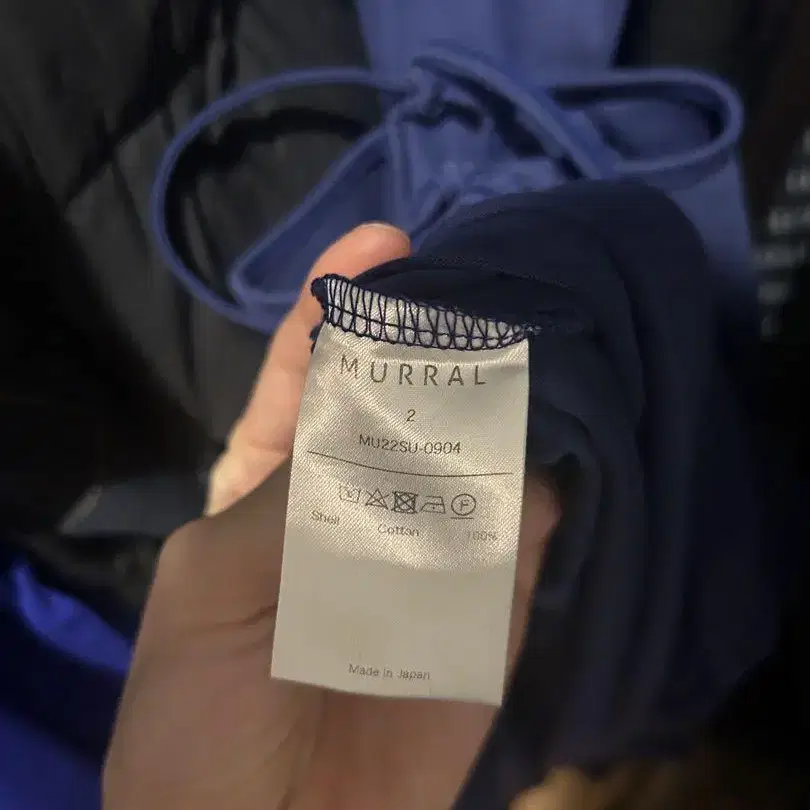 MURRAL
2
MU22SU-0904
F
Shell Cotton 100%
Made in Japan